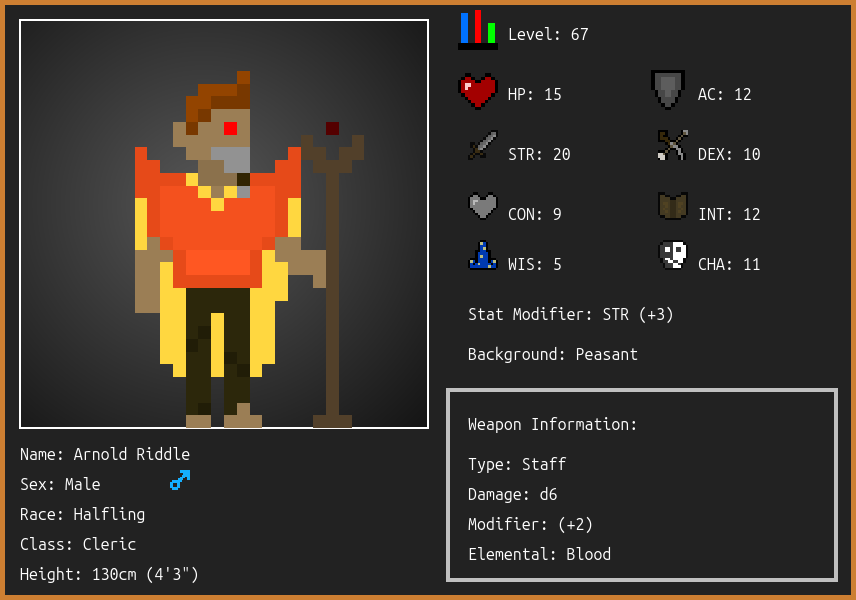 Level: 67
HP: 15
AC: 12
STR: 20
DEX: 10
CON: 9
INT: 12
WIS: 5
CHA: 11
Stat Modifier: STR (+3)
Background: Peasant
Weapon Information:
Type: Staff
Damage: d6
Modifier: (+2)
Elemental: Blood
Name: Arnold Riddle
Sex: Male
Race: Halfling
Class: Cleric
Height: 130cm (4'3")